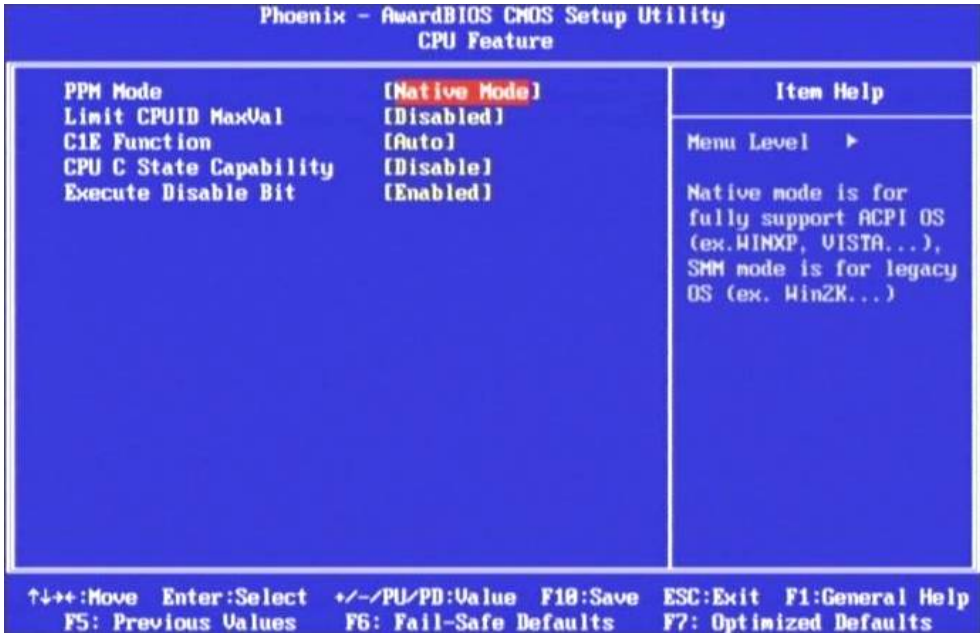 Phoenix - AwardBIOS CMOS Setup Utility
CPU Feature
PPM Mode [Native Mode]
Limit CPUID MaxVal [Disabled]
C1E Function [Auto]
CPU C State Capability [Disable]
Execute Disable Bit [Enabled]
Item Help
Menu Level ►
Native mode is for
fully support ACPI OS
(ex.WINXP, VISTA...),
SMM mode is for legacy
OS (ex. Win2K...)
↑↓→←:Move Enter:Select +/-/PU/PD:Value F10:Save ESC:Exit F1:General Help
F5: Previous Values F6: Fail-Safe Defaults F7: Optimized Defaults